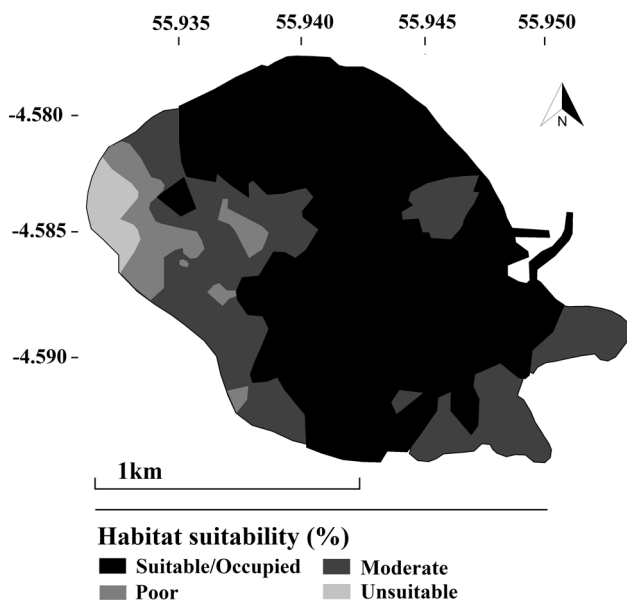 55.935 55.940 55.945 55.950
-4.580
N
-4.585
-4.590
1km
Habitat suitability (%)
Suitable/Occupied Moderate
Poor Unsuitable